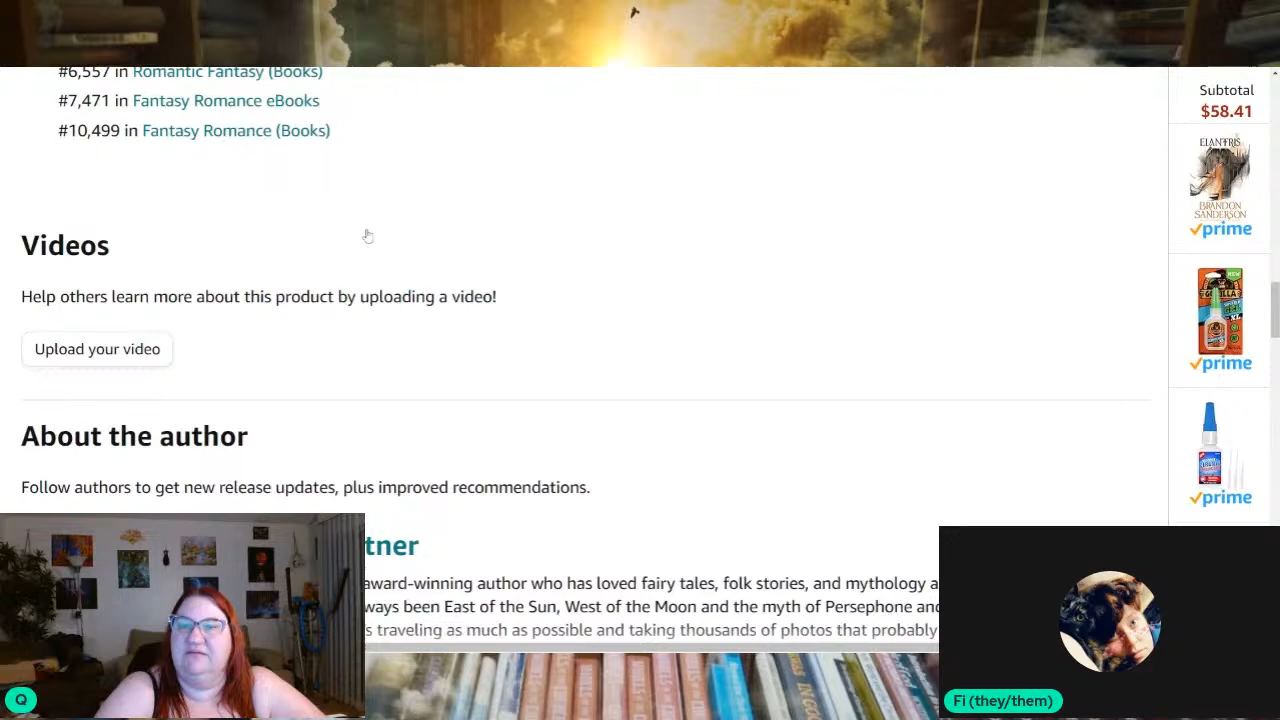 #6,557 in Romantic Fantasy (Books)
#7,471 in Fantasy Romance eBooks
#10,499 in Fantasy Romance (Books)
Videos
Help others learn more about this product by uploading a video!
Upload your video
About the author
Follow authors to get new release updates, plus improved recommendations.
tner
award-winning author who has loved fairy tales, folk stories, and mythology a
ways been East of the Sun, West of the Moon and the myth of Persephone and
s traveling as much as possible and taking thousands of photos that probably
Subtotal
$58.41
ELANTRIS
BRANDON
SANDERSON
prime
GORILLA
prime
prime
Q
Fi (they/them)